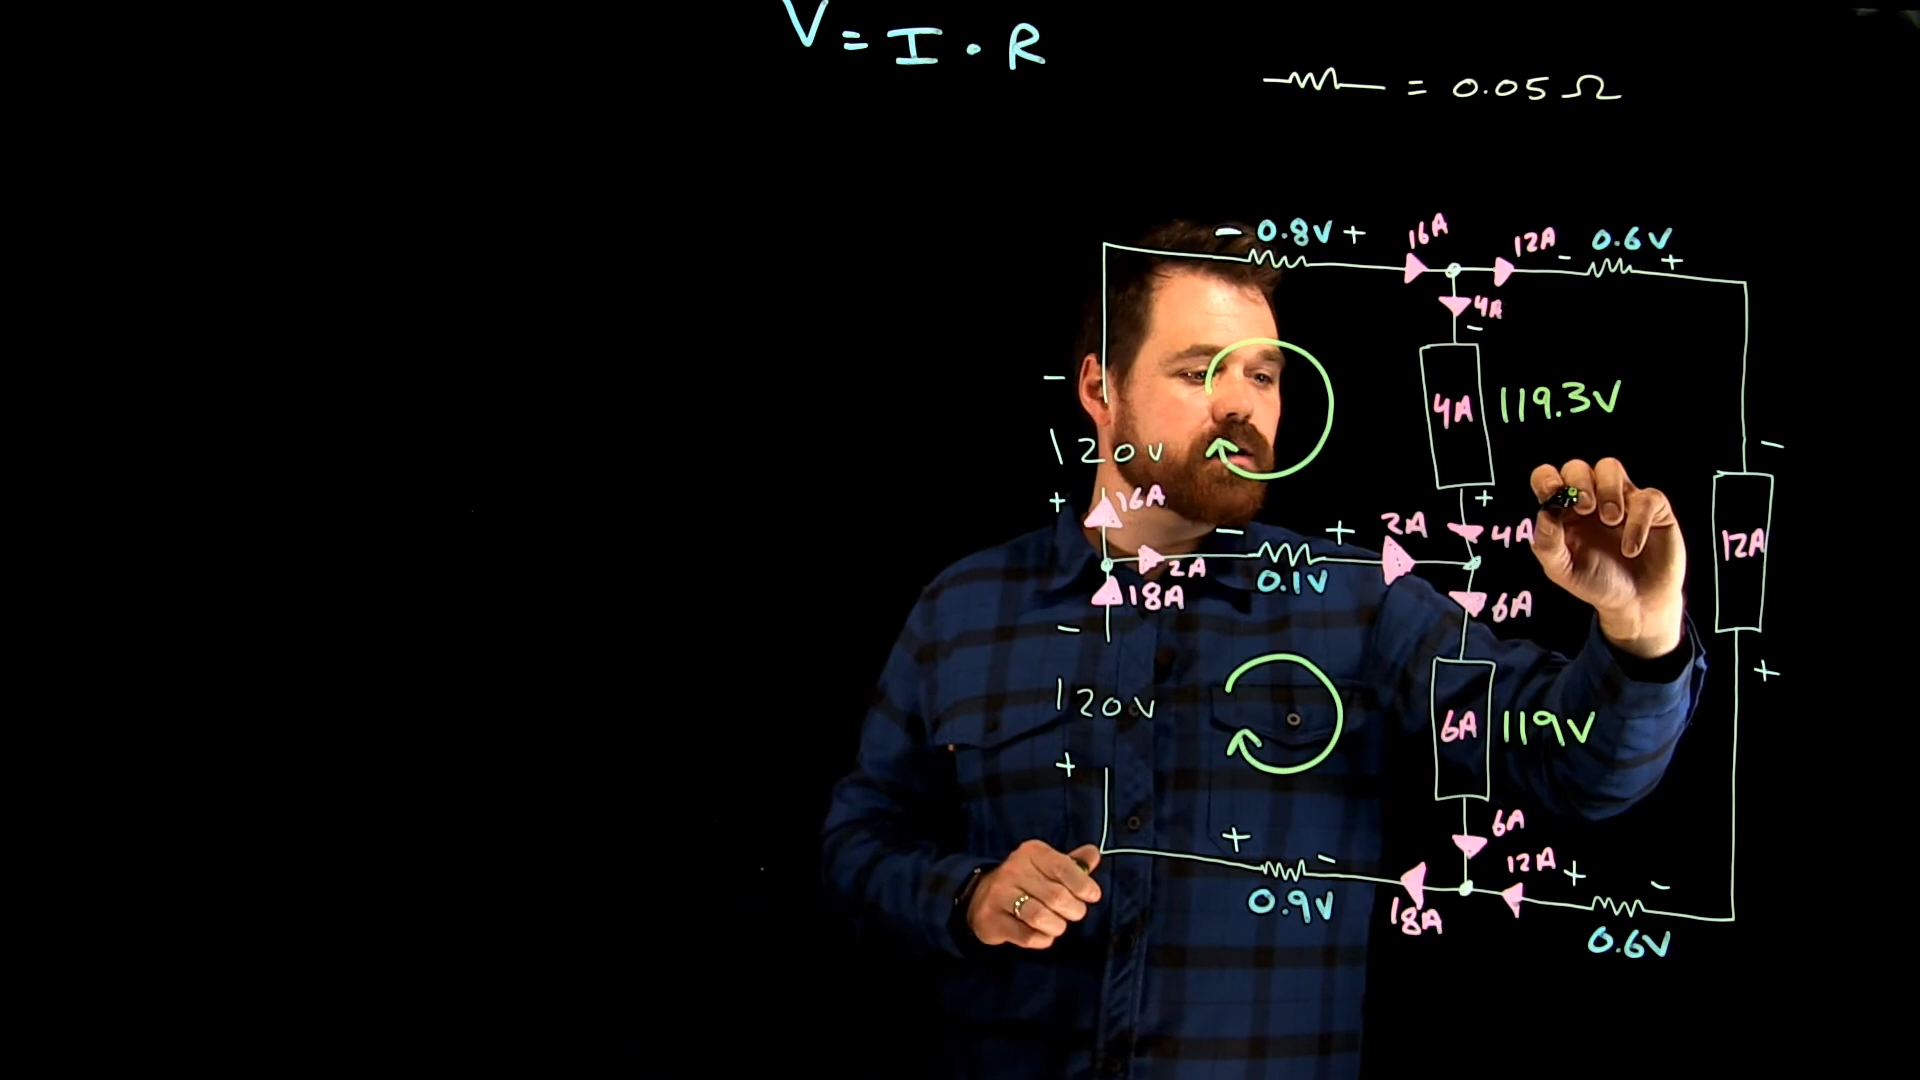 V = I · R
= 0.05 Ω
- 0.8V +
16A
12A
0.6V
- +
4A
-
-
4A
119.3V
120V
+
16A
+
-
- +
2A
4A
12A
2A
0.1V
18A
6A
-
+
120V
6A
119V
+
6A
+ -
12A
+ -
0.9V
18A
0.6V